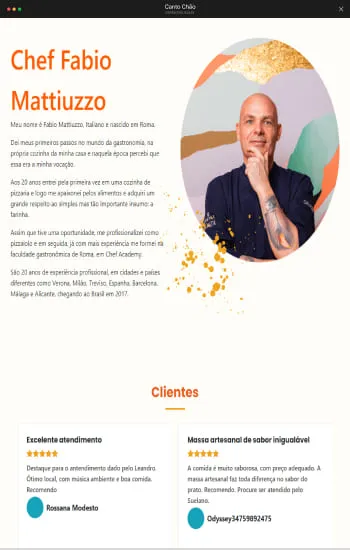 Canto Chão
Chef Fabio
Mattiuzzo
Meu nome é Fabio Mattiuzzo, Italiano e nascido em Roma.
Dei meus primeiros passos no mundo da gastronomia, na
própria cozinha da minha casa e naquela época percebi que
essa era a minha vocação.
Aos 20 anos entrei pela primeira vez em uma cozinha de
pizzaria e logo me apaixonei pelos alimentos e adquiri um
grande respeito ao simples mas tão importante insumo: a
farinha.
Assim que tive uma oportunidade, me profissionalizei como
pizzaiolo e em seguida, já com mais experiência me formei na
faculdade gastronômica de Roma, em Chef Academy.
São 20 anos de experiência profissional, em cidades e países
diferentes como Verona, Milão, Treviso, Espanha, Barcelona,
Málaga e Alicante, chegando ao Brasil em 2017.
Clientes
Excelente atendimento
Destaque para o antendimento dado pelo Leandro.
Ótimo local, com música ambiente e boa comida.
Recomendo
Rossana Modesto
Massa artesanal de sabor inigualável
A comida é muito saborosa, com preço adequado. A
massa artesanal faz toda diferença no sabor do
prato. Recomendo. Procure ser atendido pelo
Suelano.
Odyssey34759892475